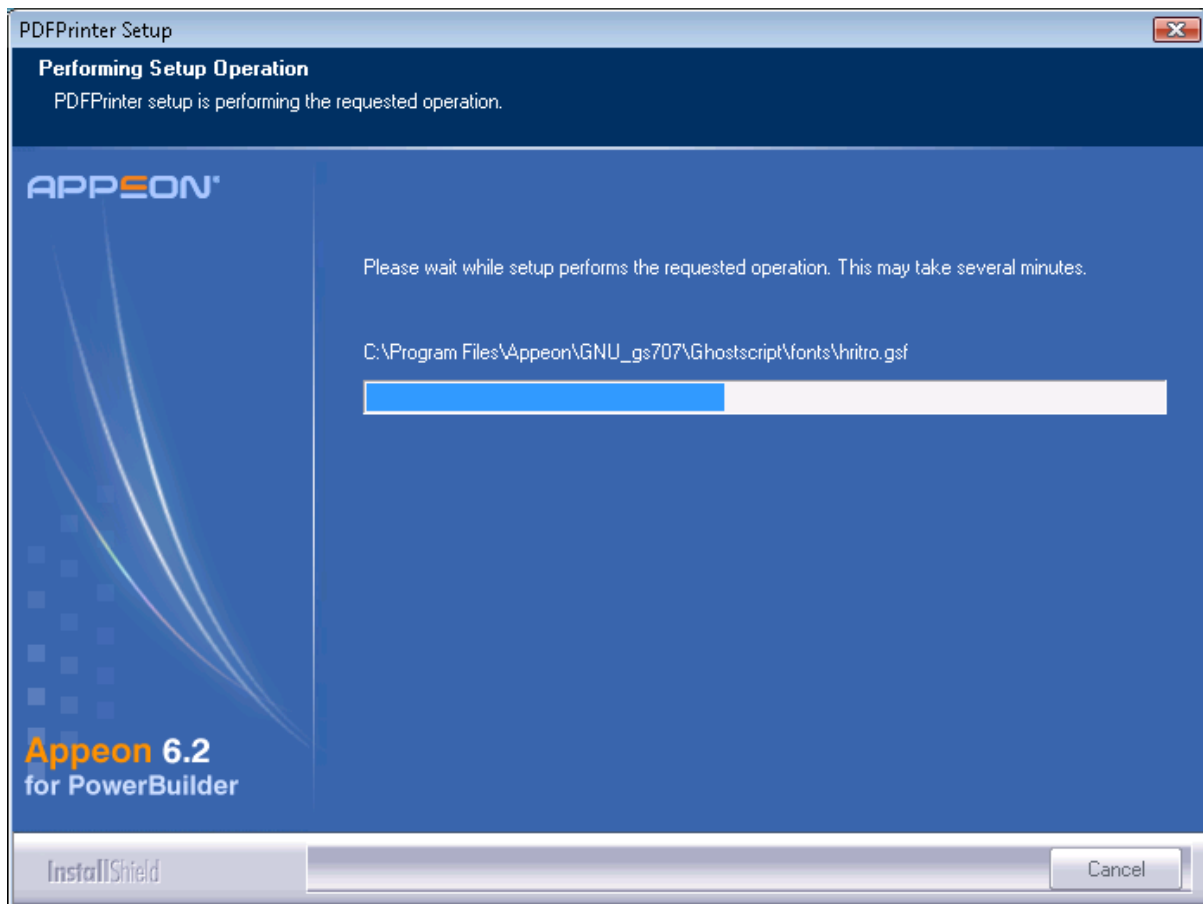 PDFPrinter Setup
Performing Setup Operation
PDFPrinter setup is performing the requested operation.
APPEON®
Please wait while setup performs the requested operation. This may take several minutes.
C:\Program Files\Appeon\GNU_gs707\Ghostscript\fonts\hritro.gsf
Appeon 6.2
for PowerBuilder
InstallShield
Cancel